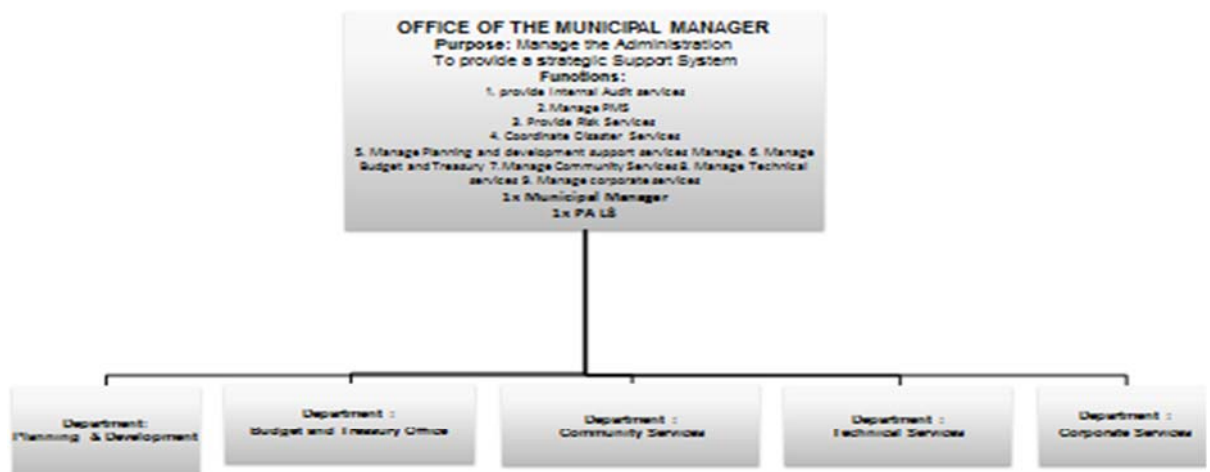 OFFICE OF THE MUNICIPAL MANAGER
Purpose: Manage the Administration
To provide a strategic Support System
Functions:
1. provide Internal Audit services
2. Manage PMS
3. Provide Risk Services
4. Coordinate Disaster Services
5. Manage Planning and development support services Manage. 6. Manage
Budget and Treasury 7. Manage Community Services 8. Manage Technical
services 9. Manage corporate services
1x Municipal Manager
1x PA L8
Department:
Planning & Development
Department :
Budget and Treasury Office
Department :
Community Services
Department :
Technical Services
Department :
Corporate Services